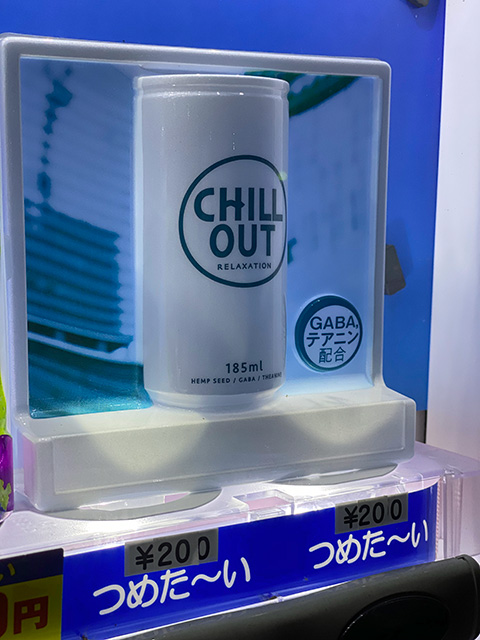 CHILL
OUT
RELAXATION
185ml
HEMP SEED / GABA / THEANINE
GABA,
テアニン
配合
¥200
つめた〜い
¥200
つめた〜い
い
円